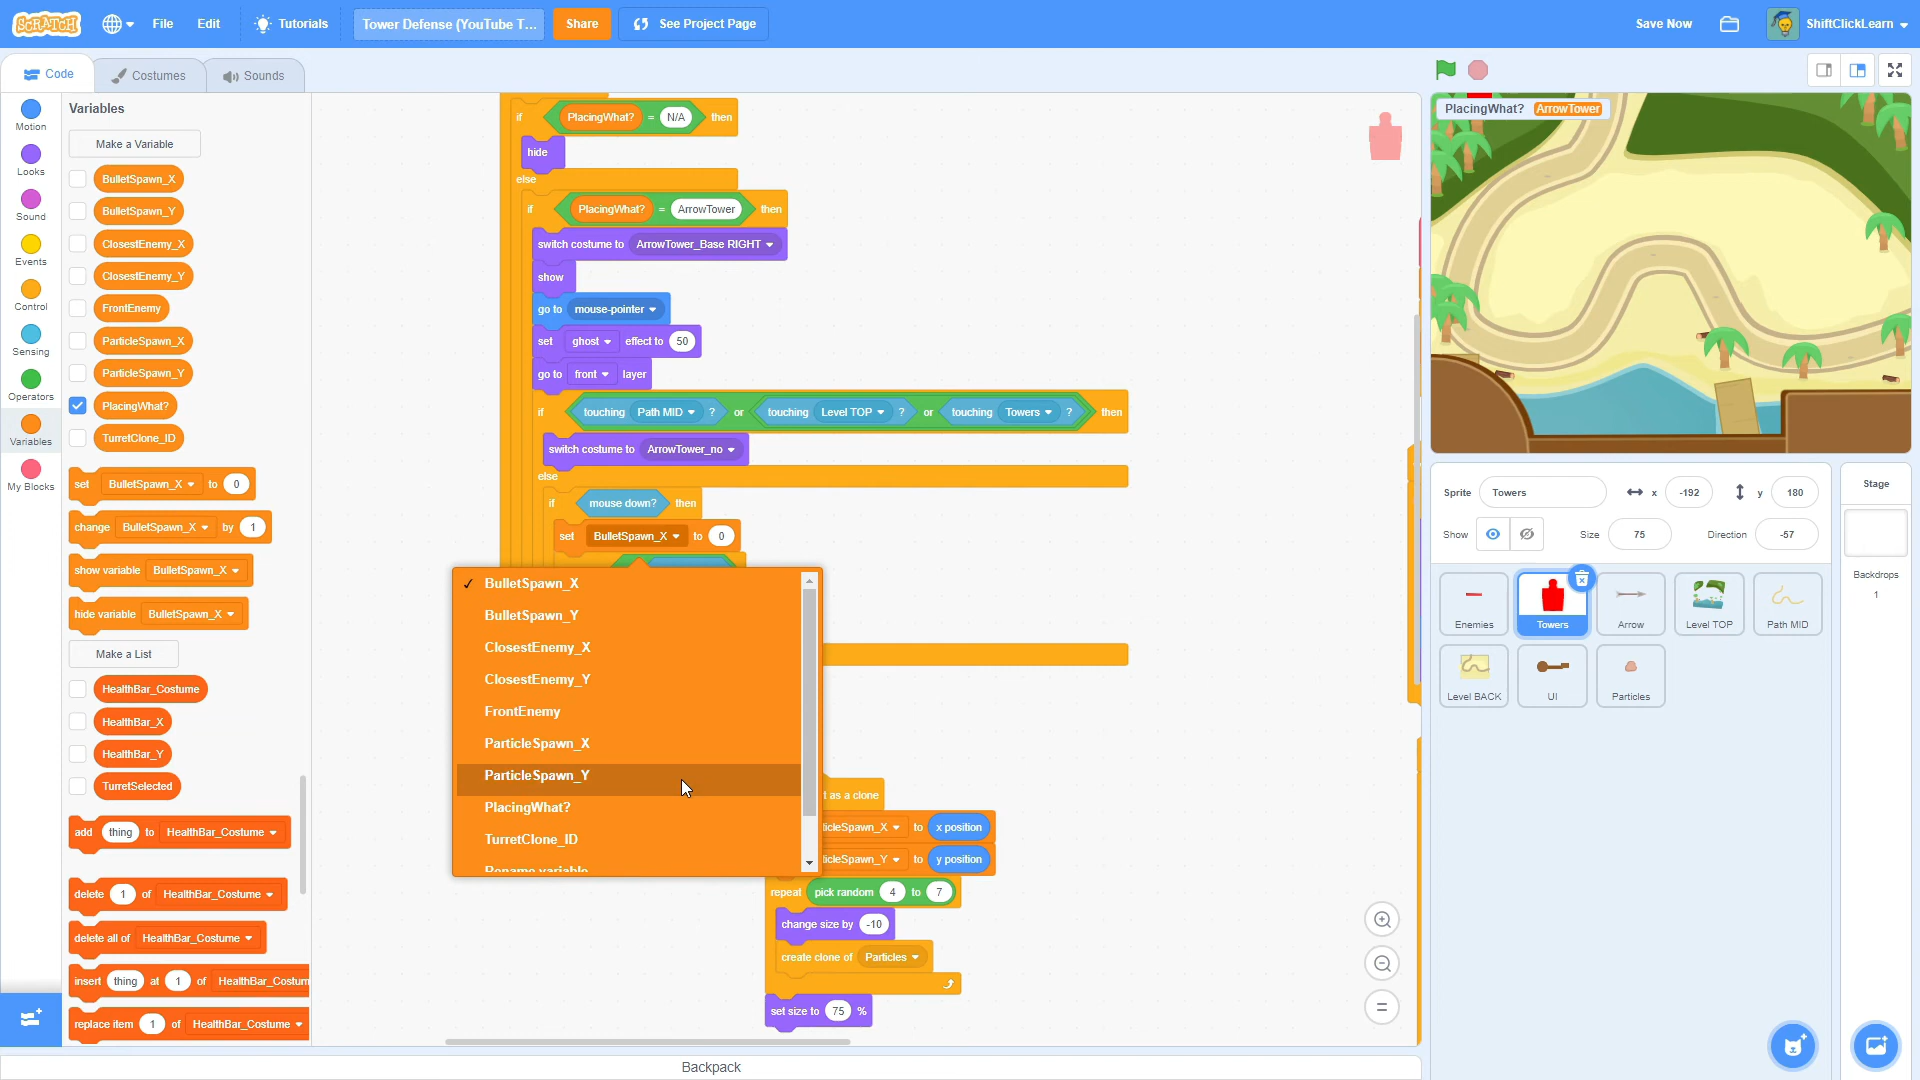 SCRATCH File Edit Tutorials Tower Defense (YouTube T... Share See Project Page Save Now ShiftClickLearn
Code Costumes Sounds
Motion
Looks
Sound
Events
Control
Sensing
Operators
Variables
My Blocks
Variables
Make a Variable
BulletSpawn_X
BulletSpawn_Y
ClosestEnemy_X
ClosestEnemy_Y
FrontEnemy
ParticleSpawn_X
ParticleSpawn_Y
PlacingWhat?
TurretClone_ID
set BulletSpawn_X to 0
change BulletSpawn_X by 1
show variable BulletSpawn_X
hide variable BulletSpawn_X
Make a List
HealthBar_Costume
HealthBar_X
HealthBar_Y
TurretSelected
add thing to HealthBar_Costume
delete 1 of HealthBar_Costume
delete all of HealthBar_Costume
insert thing at 1 of HealthBar_Costum
replace item 1 of HealthBar_Costume
if PlacingWhat? = N/A then
hide
else
if PlacingWhat? = ArrowTower then
switch costume to ArrowTower_Base RIGHT
show
go to mouse-pointer
set ghost effect to 50
go to front layer
if touching Path MID ? or touching Level TOP ? or touching Towers ? then
switch costume to ArrowTower_no
else
if mouse down? then
set BulletSpawn_X to 0
✓ BulletSpawn_X
BulletSpawn_Y
ClosestEnemy_X
ClosestEnemy_Y
FrontEnemy
ParticleSpawn_X
ParticleSpawn_Y
PlacingWhat?
TurretClone_ID
Rename variable
t as a clone
ticleSpawn_X to x position
ticleSpawn_Y to y position
repeat pick random 4 to 7
change size by -10
create clone of Particles
set size to 75 %
Backpack
PlacingWhat? ArrowTower
Sprite Towers x -192 y 180
Show Size 75 Direction -57
Enemies Towers Arrow Level TOP Path MID
Level BACK UI Particles
Stage
Backdrops
1